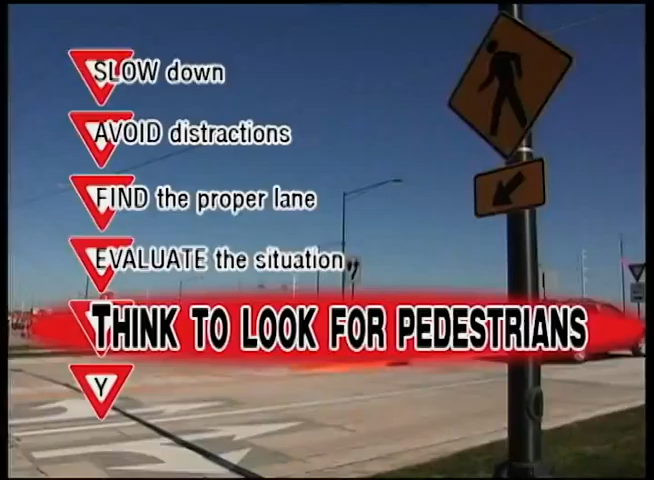 SLOW down
AVOID distractions
FIND the proper lane
EVALUATE the situation
THINK TO LOOK FOR PEDESTRIANS
Y